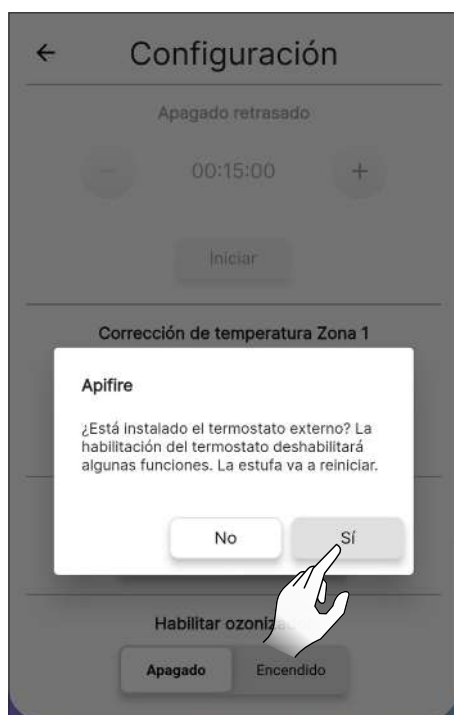 Configuración
Apagado retrasado
00:15:00
Iniciar
Corrección de temperatura Zona 1
Apifire
¿Está instalado el termostato externo? La
habilitación del termostato deshabilitará
algunas funciones. La estufa va a reiniciar.
No Sí
Habilitar
Apagado Encendido